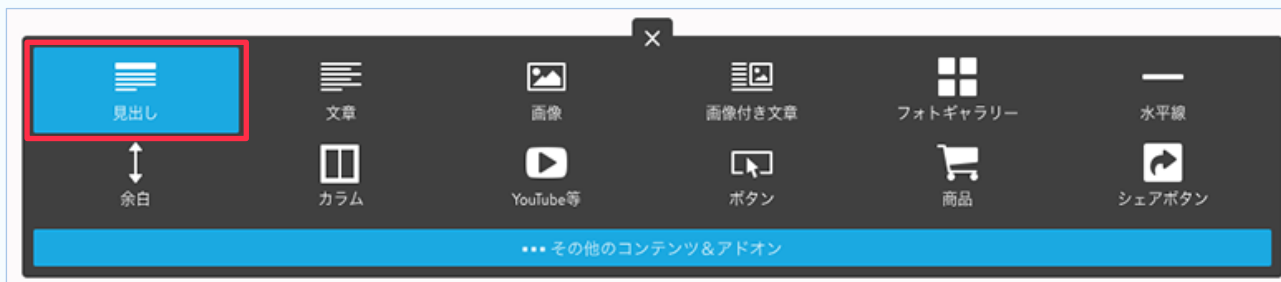 見出し 文章 画像 画像付き文章 フォトギャラリー 水平線
余白 カラム YouTube等 ボタン 商品 シェアボタン
••• その他のコンテンツ&アドオン